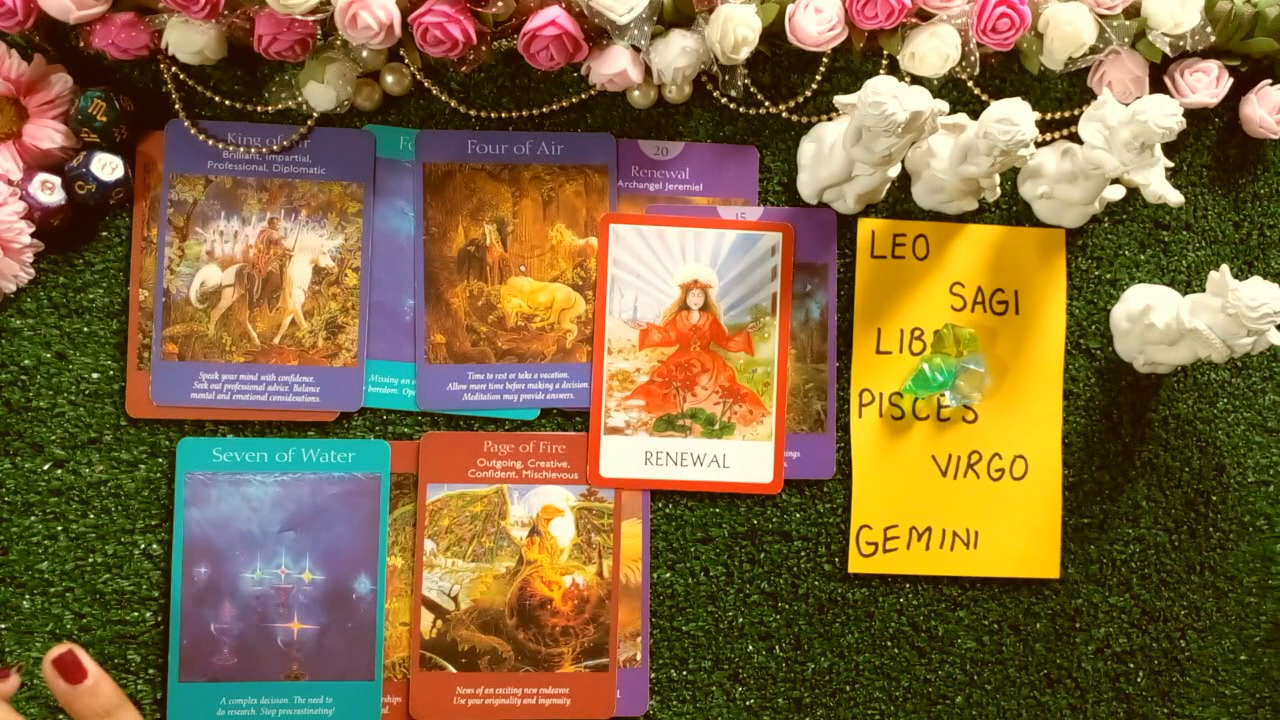 King of Air
Brilliant, Impartial,
Professional, Diplomatic
Speak your mind with confidence.
Seek out professional advice. Balance
mental and emotional considerations.
Missing an
boredom.
Four of Air
Time to rest or take a vacation.
Allow more time before making a decision.
Meditation may provide answers.
20
Renewal
Archangel Jeremiel
15
RENEWAL
LEO
SAGI
LIB
PISCES
VIRGO
GEMINI
Seven of Water
A complex decision. The need to
do research. Stop procrastinating!
Page of Fire
Outgoing, Creative,
Confident, Mischievous
News of an exciting new endeavor.
Use your originality and ingenuity.